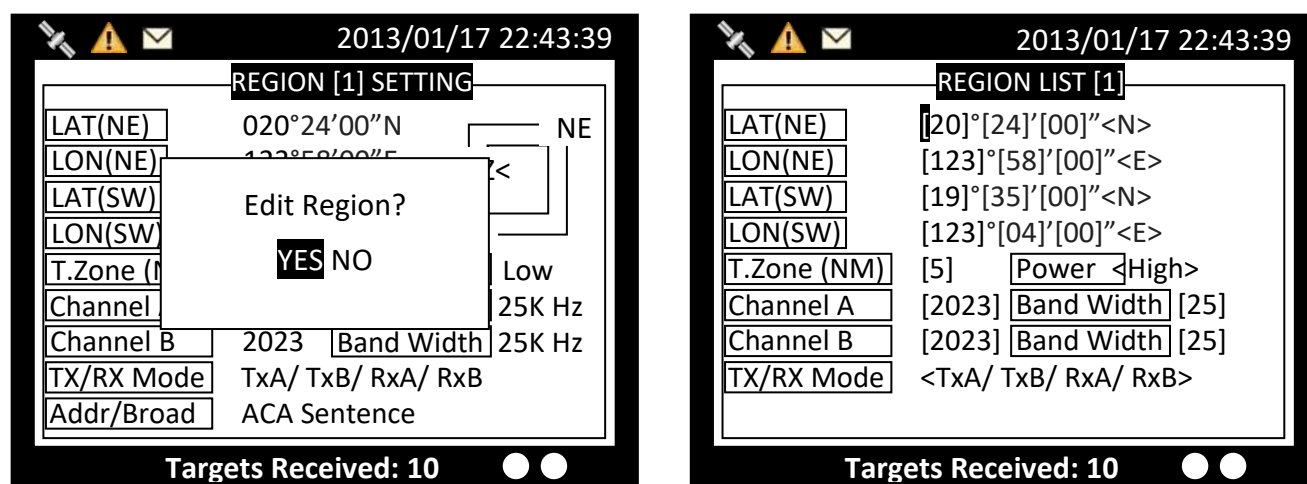 2013/01/17 22:43:39
REGION [1] SETTING
LAT(NE) 020°24’00”N NE
LON(NE) 123°58’00”E
LAT(SW)
LON(SW)
Edit Region?
YES NO
T.Zone Low
Channel 25K Hz
Channel B 2023 Band Width 25K Hz
TX/RX Mode TxA/ TxB/ RxA/ RxB
Addr/Broad ACA Sentence
Targets Received: 10
2013/01/17 22:43:39
REGION LIST [1]
LAT(NE) [20]°[24]’[00]”<N>
LON(NE) [123]°[58]’[00]”<E>
LAT(SW) [19]°[35]’[00]”<N>
LON(SW) [123]°[04]’[00]”<E>
T.Zone (NM) [5] Power <High>
Channel A [2023] Band Width [25]
Channel B [2023] Band Width [25]
TX/RX Mode <TxA/ TxB/ RxA/ RxB>
Targets Received: 10